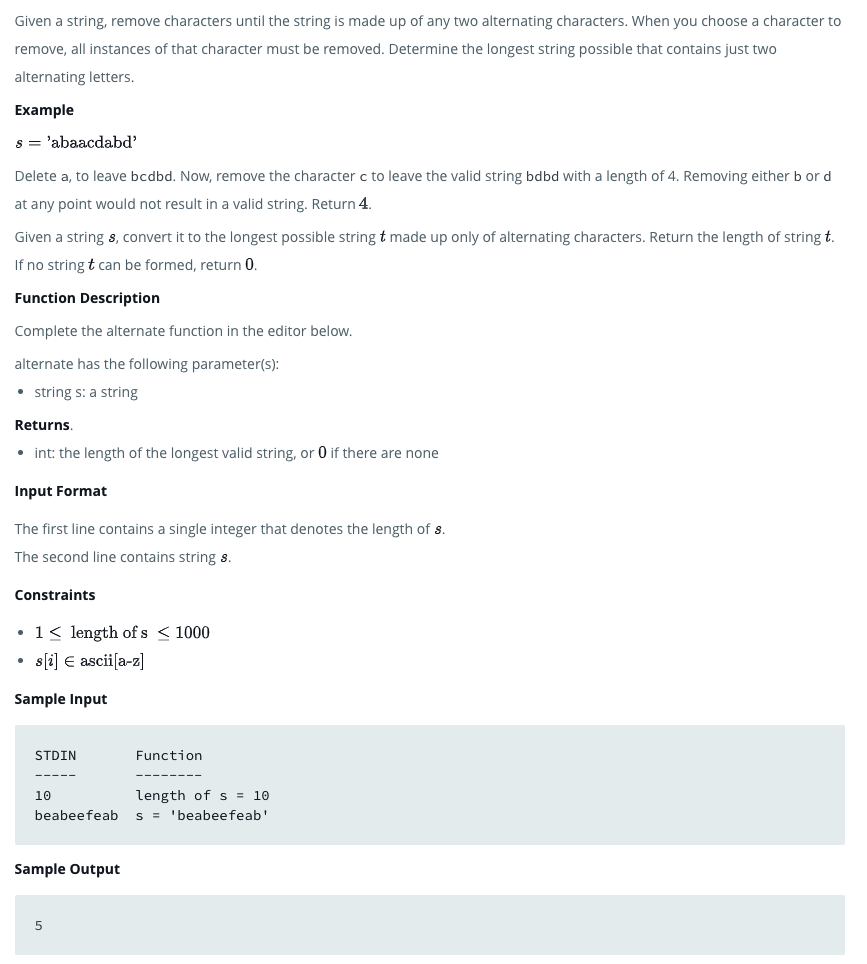 Given a string, remove characters until the string is made up of any two alternating characters. When you choose a character to
remove, all instances of that character must be removed. Determine the longest string possible that contains just two
alternating letters.
Example
s = 'abaacdabd'
Delete a, to leave bcdbd. Now, remove the character c to leave the valid string bdbd with a length of 4. Removing either b or d
at any point would not result in a valid string. Return 4.
Given a string s, convert it to the longest possible string t made up only of alternating characters. Return the length of string t.
If no string t can be formed, return 0.
Function Description
Complete the alternate function in the editor below.
alternate has the following parameter(s):
• string s: a string
Returns.
• int: the length of the longest valid string, or 0 if there are none
Input Format
The first line contains a single integer that denotes the length of s.
The second line contains string s.
Constraints
• 1 ≤ length of s ≤ 1000
• s[i] ∈ ascii[a-z]
Sample Input
STDIN Function
----- --------
10 length of s = 10
beabeefeab s = 'beabeefeab'
Sample Output
5